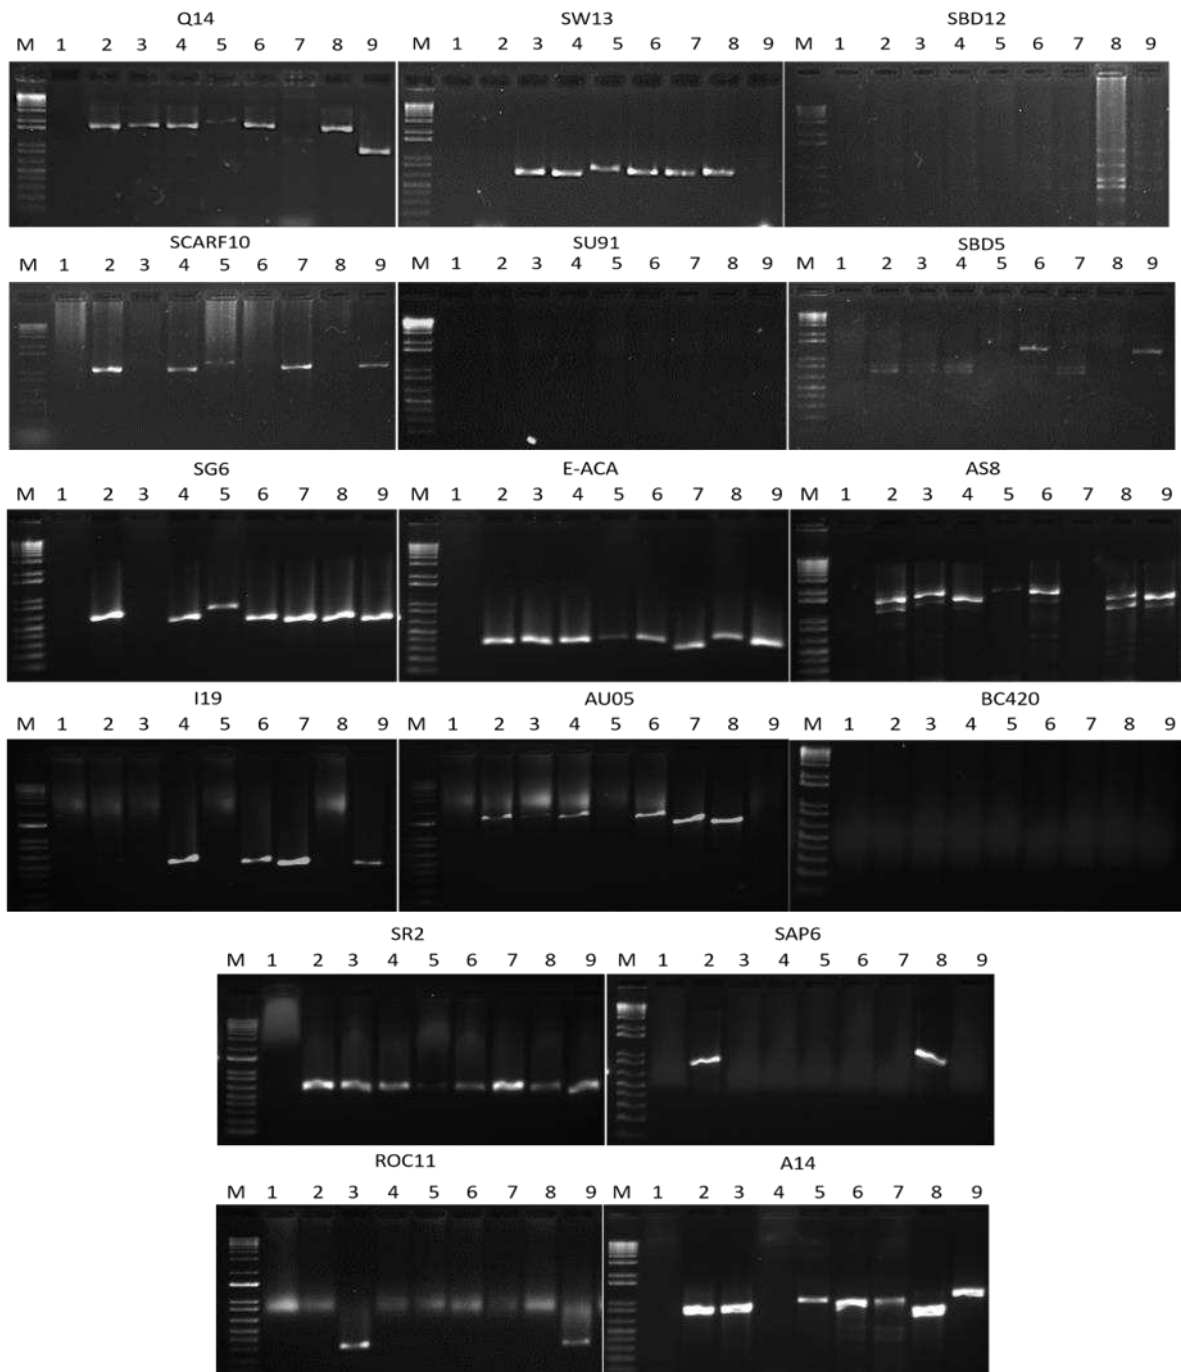 Q14 SW13 SBD12
M 1 2 3 4 5 6 7 8 9 M 1 2 3 4 5 6 7 8 9 M 1 2 3 4 5 6 7 8 9
SCARF10 SU91 SBD5
M 1 2 3 4 5 6 7 8 9 M 1 2 3 4 5 6 7 8 9 M 1 2 3 4 5 6 7 8 9
SG6 E-ACA AS8
M 1 2 3 4 5 6 7 8 9 M 1 2 3 4 5 6 7 8 9 M 1 2 3 4 5 6 7 8 9
I19 AU05 BC420
M 1 2 3 4 5 6 7 8 9 M 1 2 3 4 5 6 7 8 9 M 1 2 3 4 5 6 7 8 9
SR2 SAP6
M 1 2 3 4 5 6 7 8 9 M 1 2 3 4 5 6 7 8 9
ROC11 A14
M 1 2 3 4 5 6 7 8 9 M 1 2 3 4 5 6 7 8 9